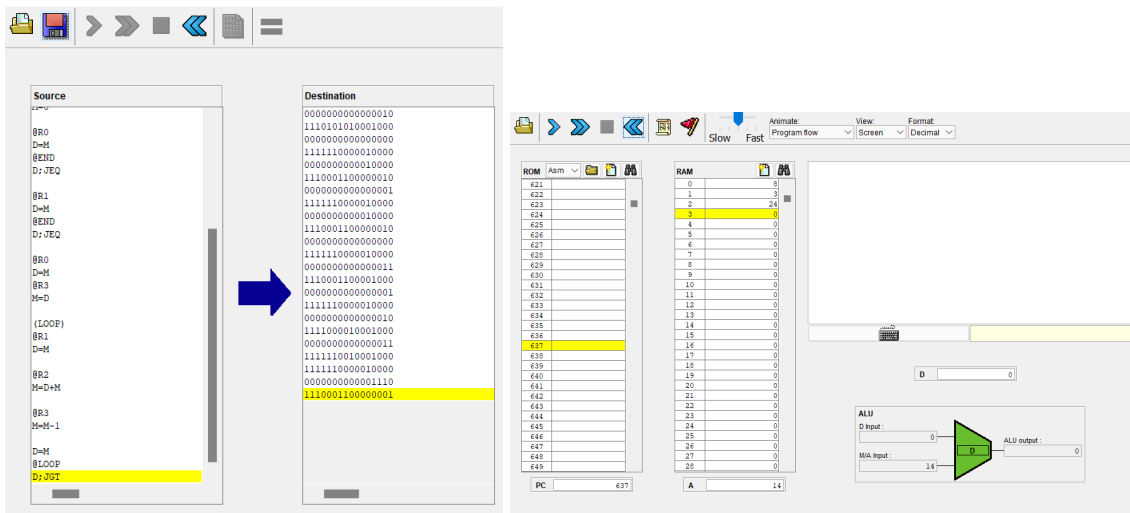 Source
@R0
D=M
@END
D;JEQ
@R1
D=M
@END
D;JEQ
@R0
D=M
@R3
M=D
(LOOP)
@R1
D=M
@R2
M=D+M
@R3
M=M-1
D=M
@LOOP
D;JGT
Destination
0000000000000010
1110101010001000
0000000000000000
1111110000010000
0000000000010000
1110001100000010
0000000000000001
1111110000010000
0000000000010000
1110001100000010
0000000000000000
1111110000010000
0000000000000011
1110001100001000
0000000000000001
1111110000010000
0000000000000010
1111000010001000
0000000000000011
1111110010001000
1111110000010000
0000000000001110
1110001100000001
Slow Fast
Animate:
Program flow
View:
Screen
Format:
Decimal
ROM Asm
621
622
623
624
625
626
627
628
629
630
631
632
633
634
635
636
637
638
639
640
641
642
643
644
645
646
647
648
649
PC 637
RAM
0 8
1 3
2 24
3 0
4 0
5 0
6 0
7 0
8 0
9 0
10 0
11 0
12 0
13 0
14 0
15 0
16 0
17 0
18 0
19 0
20 0
21 0
22 0
23 0
24 0
25 0
26 0
27 0
28 0
A 14
D 0
ALU
D Input :
0
M/A Input :
14
D
ALU output :
0